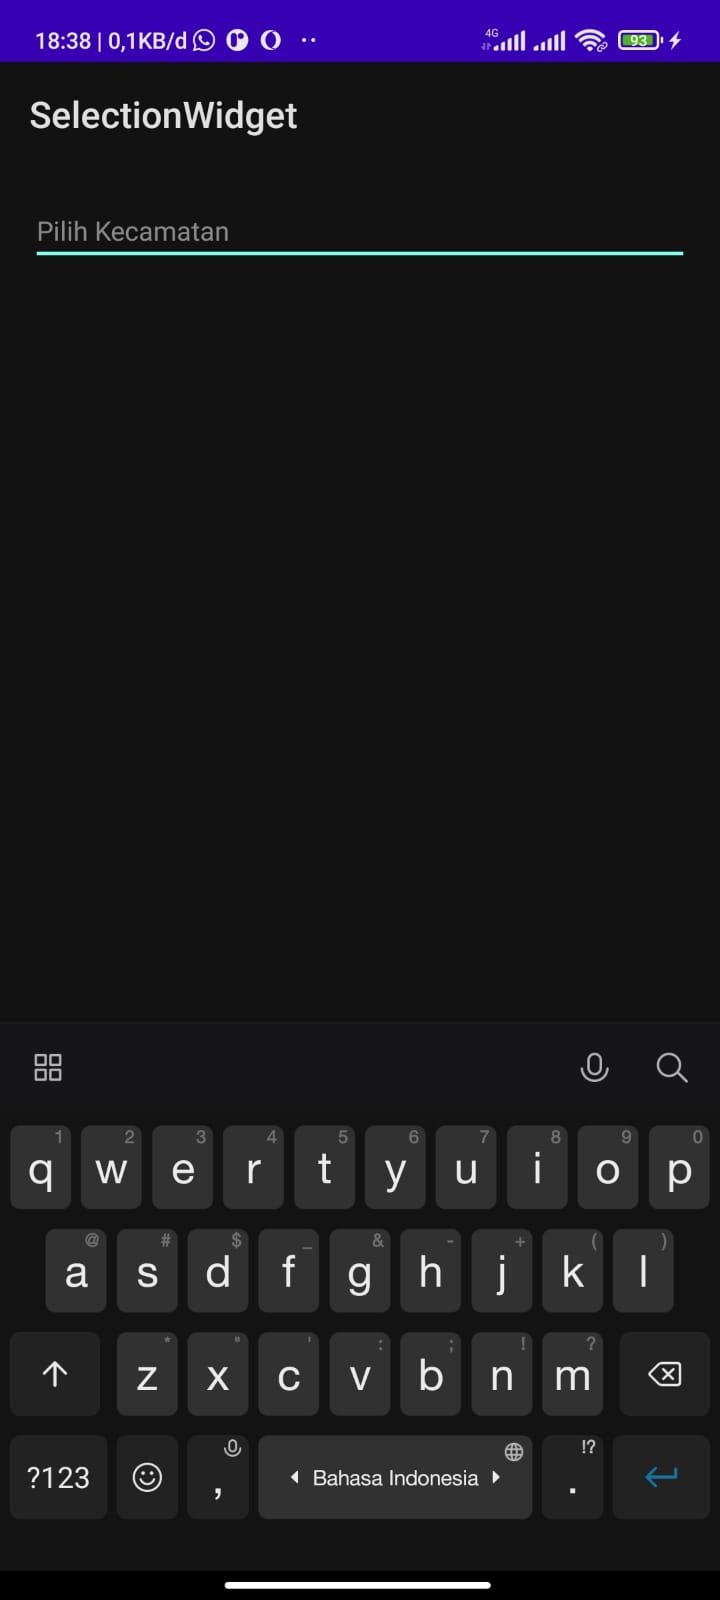 18:38 | 0,1KB/d 4G 93
SelectionWidget
Pilih Kecamatan
1 2 3 4 5 6 7 8 9 0
q w e r t y u i o p
@ # $ _ & - + ( )
a s d f g h j k l
* " ' : ; ! ?
z x c v b n m
!?
?123 , Bahasa Indonesia .